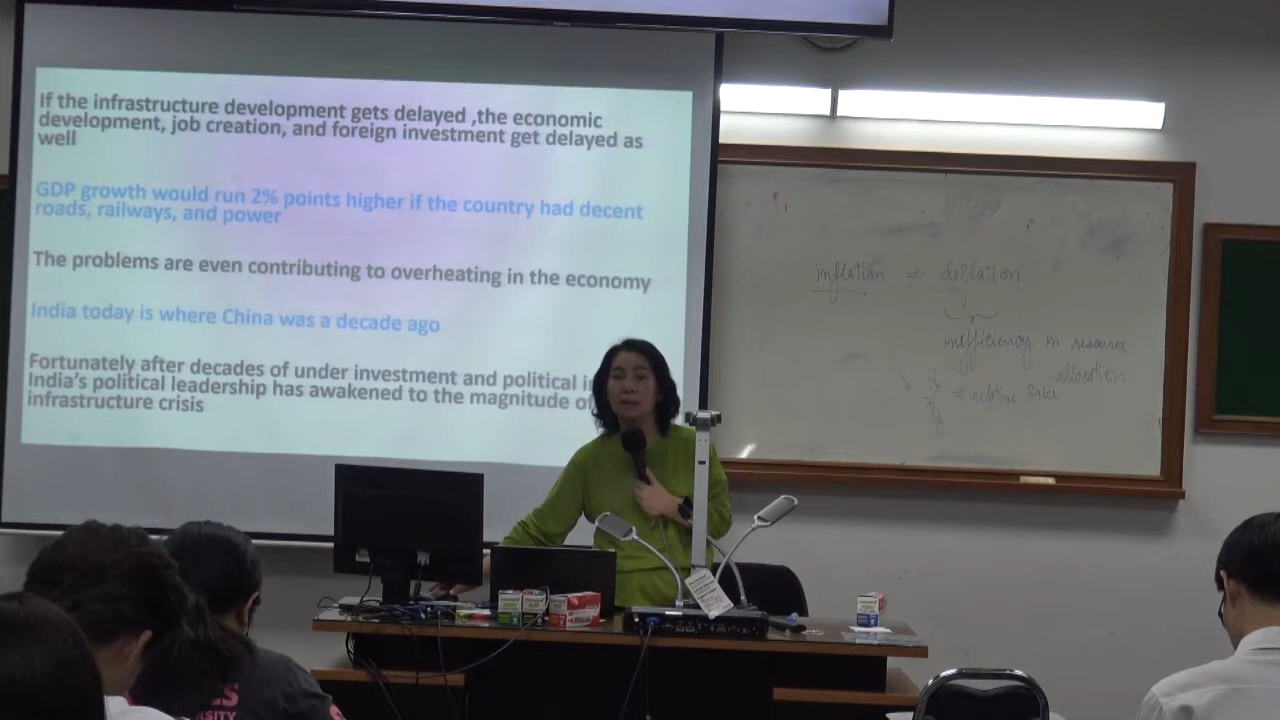 If the infrastructure development gets delayed ,the economic
development, job creation, and foreign investment get delayed as
well
GDP growth would run 2% points higher if the country had decent
roads, railways, and power
The problems are even contributing to overheating in the economy
India today is where China was a decade ago
Fortunately after decades of under investment and political
India's political leadership has awakened to the magnitude of
infrastructure crisis
inflation ≠ deflation
inefficiency in resource
allocation
⇒ relative Price